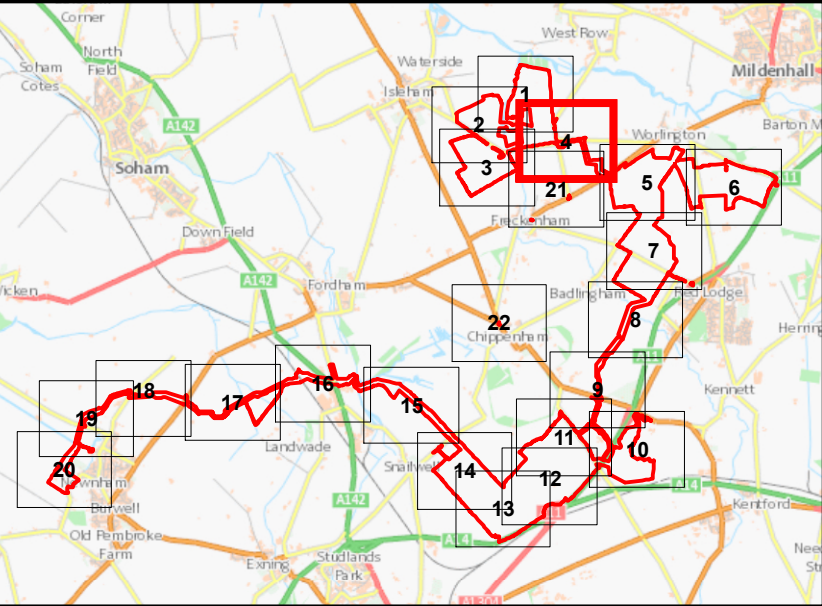 Corner
West Row
North
Field
Soham
Cotes
Waterside
Isleham
Mildenhall
1
A142
2
Barton M
Worlington
4
Soham
3
5
6
A11
21
Freckenham
Down Field
7
A142
Fordham
Red Lodge
Badlingham
22
8
Chippenham
Herring
A11
16
18
9
Kennett
17
15
19
11
Landwade
10
Snailwell
14
12
20
A14
A142
13
Burwell
A11
Kentford
Old Pembroke
Farm
A14
Studlands
Park
Exning
A1304